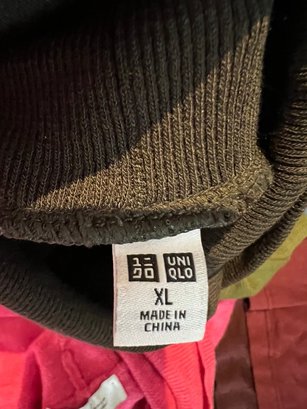 ユニ UNI
クロ QLO
XL
MADE IN
CHINA